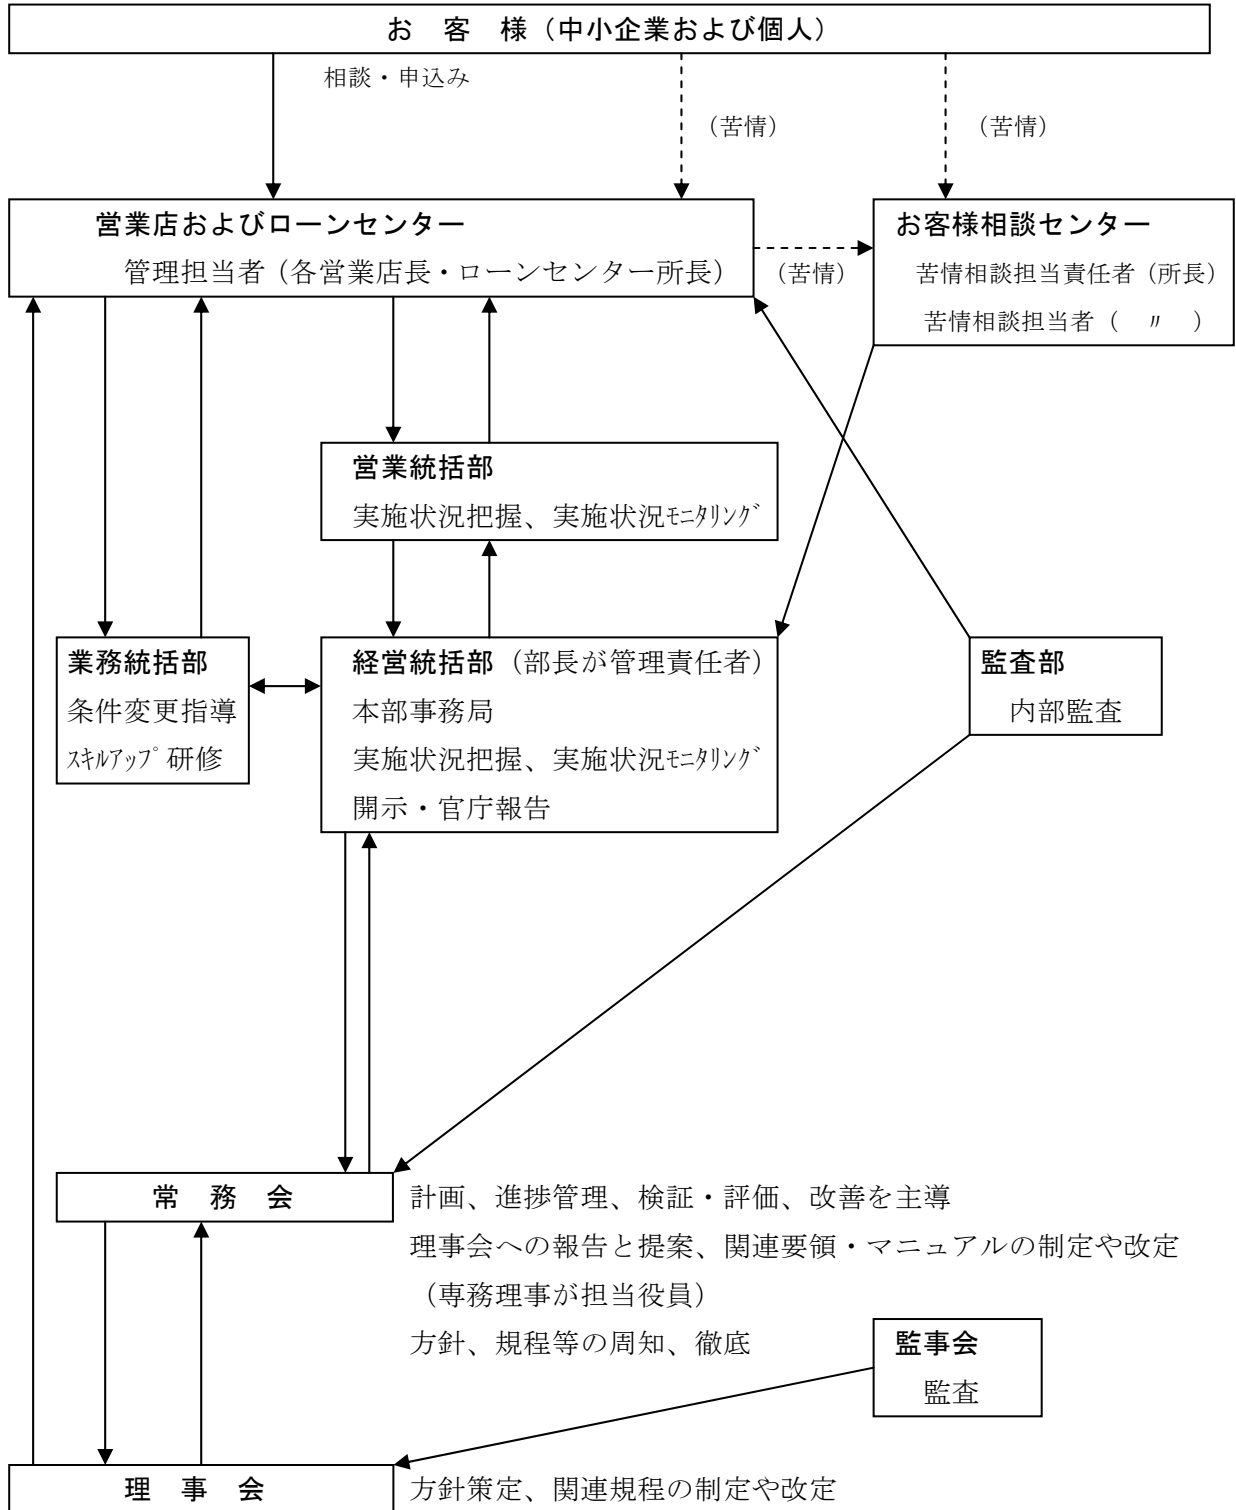 お 客 様（中小企業および個人）
相談・申込み
（苦情）
（苦情）
営業店およびローンセンター
管理担当者（各営業店長・ローンセンター所長）
（苦情）
お客様相談センター
苦情相談担当責任者（所長）
苦情相談担当者（ 〃 ）
営業統括部
実施状況把握、実施状況ﾓﾆﾀﾘﾝｸﾞ
業務統括部
条件変更指導
ｽｷﾙｱｯﾌﾟ研修
経営統括部（部長が管理責任者）
本部事務局
実施状況把握、実施状況ﾓﾆﾀﾘﾝｸﾞ
開示・官庁報告
監査部
内部監査
常 務 会
計画、進捗管理、検証・評価、改善を主導
理事会への報告と提案、関連要領・マニュアルの制定や改定
（専務理事が担当役員）
方針、規程等の周知、徹底
監事会
監査
理 事 会
方針策定、関連規程の制定や改定